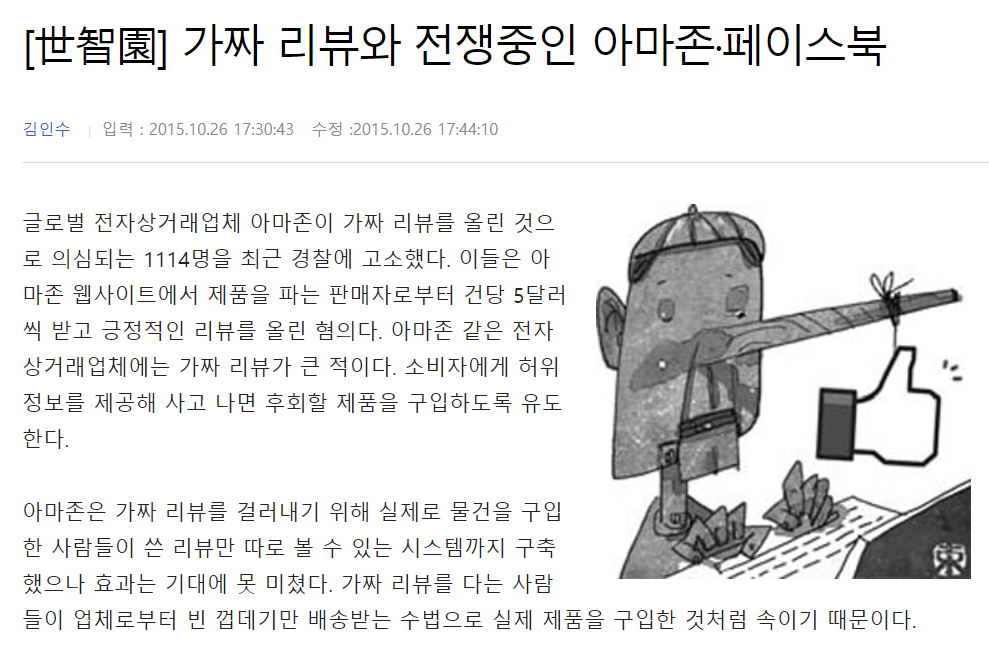 [世智園] 가짜 리뷰와 전쟁중인 아마존·페이스북
김인수 | 입력 : 2015.10.26 17:30:43 수정 :2015.10.26 17:44:10
글로벌 전자상거래업체 아마존이 가짜 리뷰를 올린 것으
로 의심되는 1114명을 최근 경찰에 고소했다. 이들은 아
마존 웹사이트에서 제품을 파는 판매자로부터 건당 5달러
씩 받고 긍정적인 리뷰를 올린 혐의다. 아마존 같은 전자
상거래업체에는 가짜 리뷰가 큰 적이다. 소비자에게 허위
정보를 제공해 사고 나면 후회할 제품을 구입하도록 유도
한다.
아마존은 가짜 리뷰를 걸러내기 위해 실제로 물건을 구입
한 사람들이 쓴 리뷰만 따로 볼 수 있는 시스템까지 구축
했으나 효과는 기대에 못 미쳤다. 가짜 리뷰를 다는 사람
들이 업체로부터 빈 껍데기만 배송받는 수법으로 실제 제품을 구입한 것처럼 속이기 때문이다.